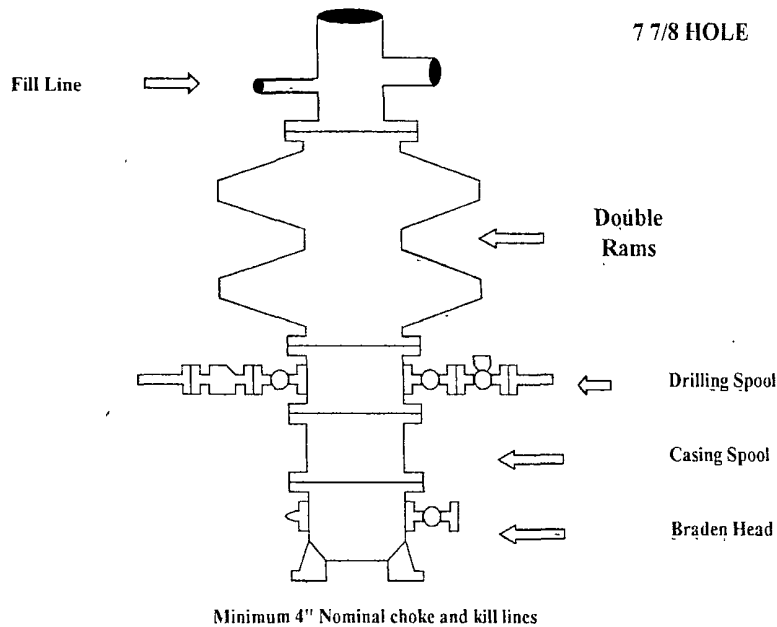 7 7/8 HOLE
Fill Line
Double
Rams
Drilling Spool
Casing Spool
Braden Head
Minimum 4" Nominal choke and kill lines